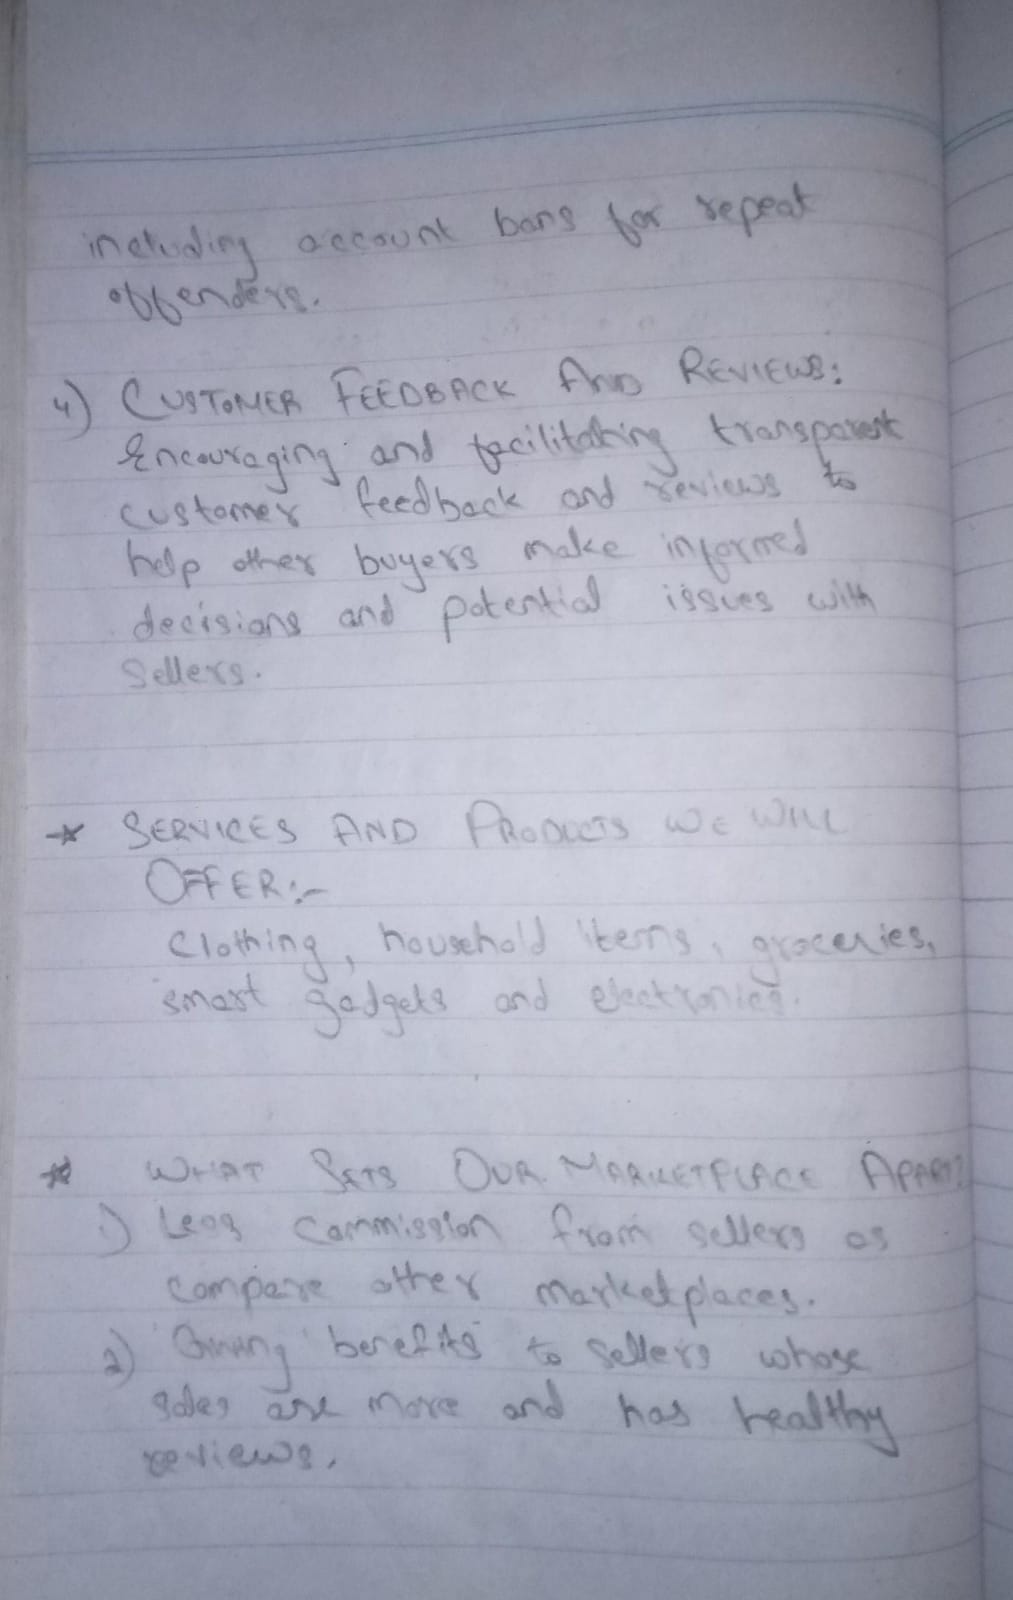 including account bans for repeat
offenders.
4) CUSTOMER FEEDBACK AND REVIEWS:
Encouraging and facilitating transparent
customer feedback and reviews to
help other buyers make informed
decisions and potential issues with
sellers.
* SERVICES AND PRODUCTS WE WILL
OFFER:-
Clothing, household items, groceries,
smart gadgets and electronics.
* WHAT SETS OUR MARKETPLACE APART?
1) Less commission from sellers as
compare other marketplaces.
2) Giving benefits to sellers whose
sales are more and has healthy
reviews.